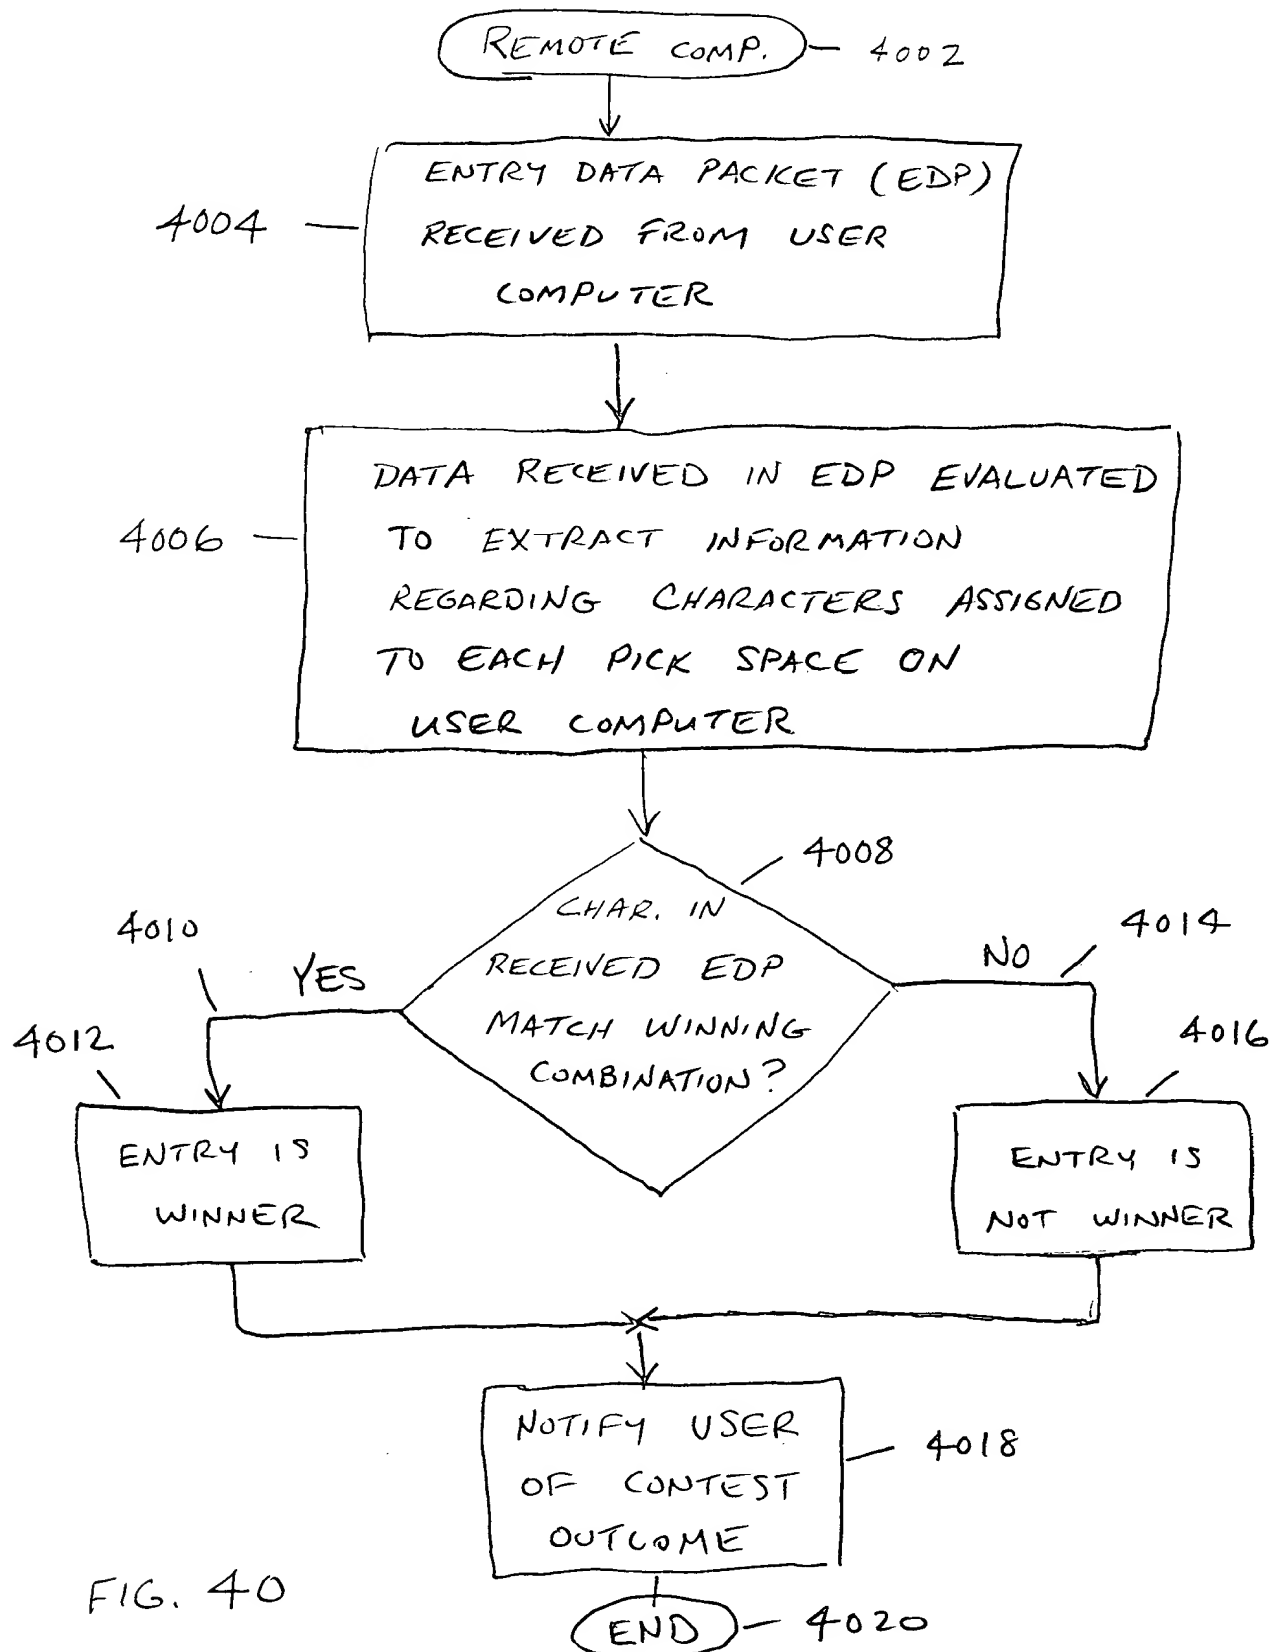 REMOTE COMP. 4002
ENTRY DATA PACKET (EDP)
4004
RECEIVED FROM USER
COMPUTER
DATA RECEIVED IN EDP EVALUATED
4006
TO EXTRACT INFORMATION
REGARDING CHARACTERS ASSIGNED
TO EACH PICK SPACE ON
USER COMPUTER
4008
CHAR. IN
RECEIVED EDP
MATCH WINNING
COMBINATION?
4010
YES
NO
4014
4012
4016
ENTRY IS
WINNER
ENTRY IS
NOT WINNER
NOTIFY USER
OF CONTEST
OUTCOME
4018
FIG. 40
END 4020